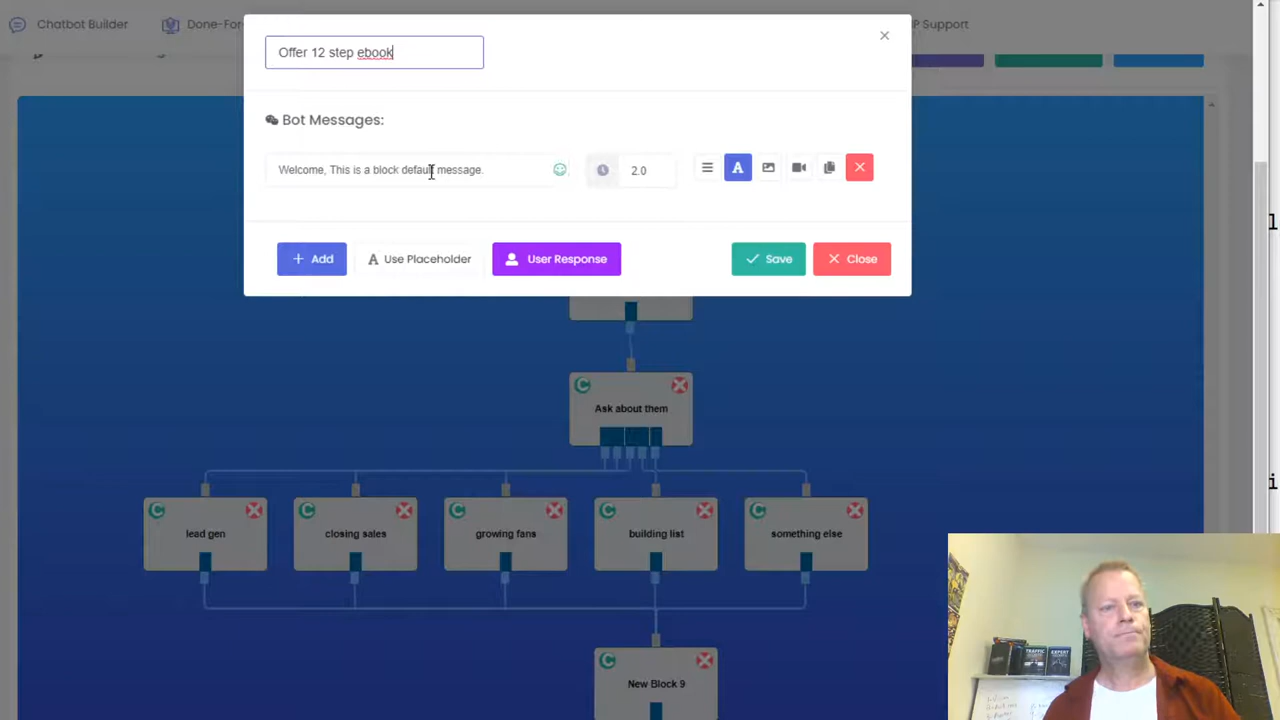 Chatbot Builder
Done-For-
P Support
Offer 12 step ebook
Bot Messages:
Welcome, This is a block default message.
2.0
A
Add
A Use Placeholder
User Response
Save
Close
Ask about them
lead gen
closing sales
growing fans
building list
something else
New Block 9
TRAFFIC
EXPERT